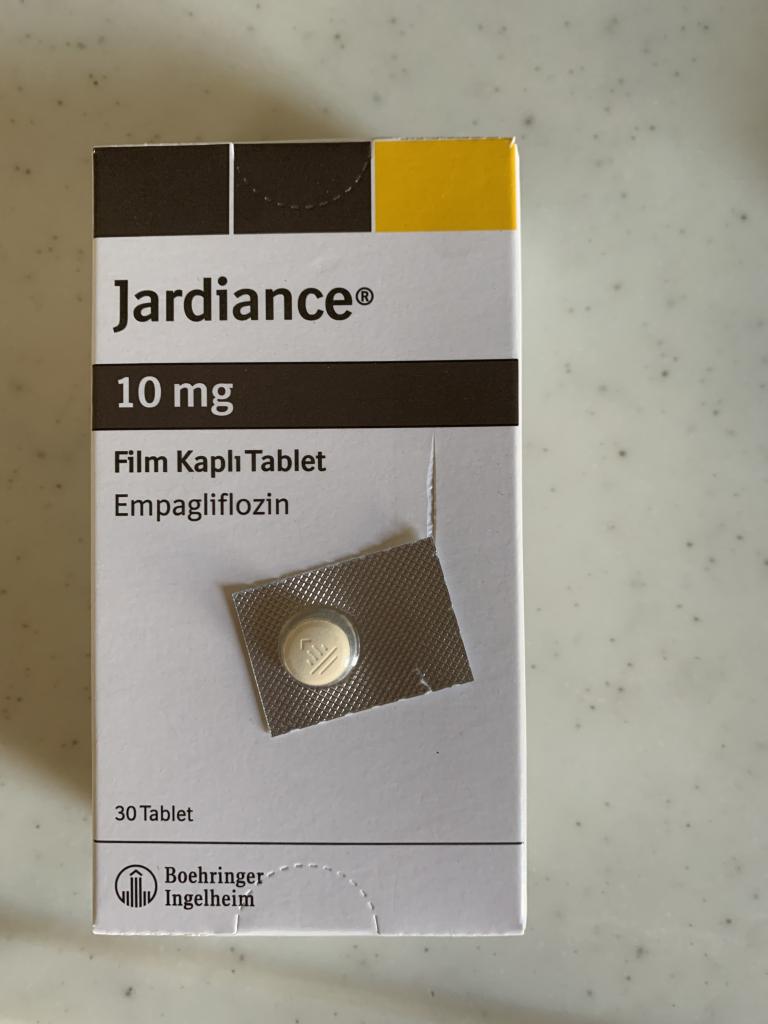 Jardiance®
10 mg
Film Kaplı Tablet
Empagliflozin
30 Tablet
Boehringer
Ingelheim